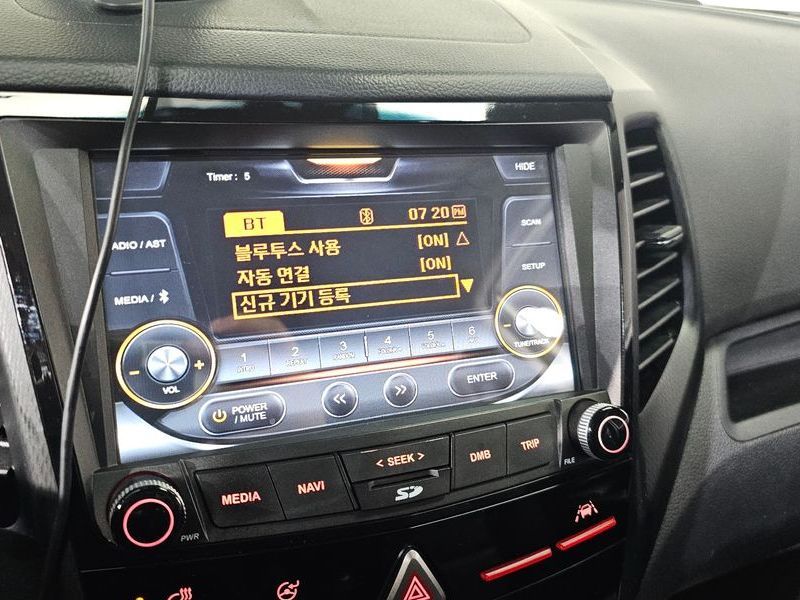 Timer : 5
HIDE
BT
07 20 PM
ADIO / AST
SCAN
블루투스 사용 [ON]
자동 연결 [ON]
SETUP
MEDIA /
신규 기기 등록
1 2 3 4 5 6
RANDOM
- VOL +
-
TUNE/TRACK
POWER / MUTE
<<
>>
ENTER
MEDIA
NAVI
< SEEK >
SD
DMB
TRIP
PWR
FILE